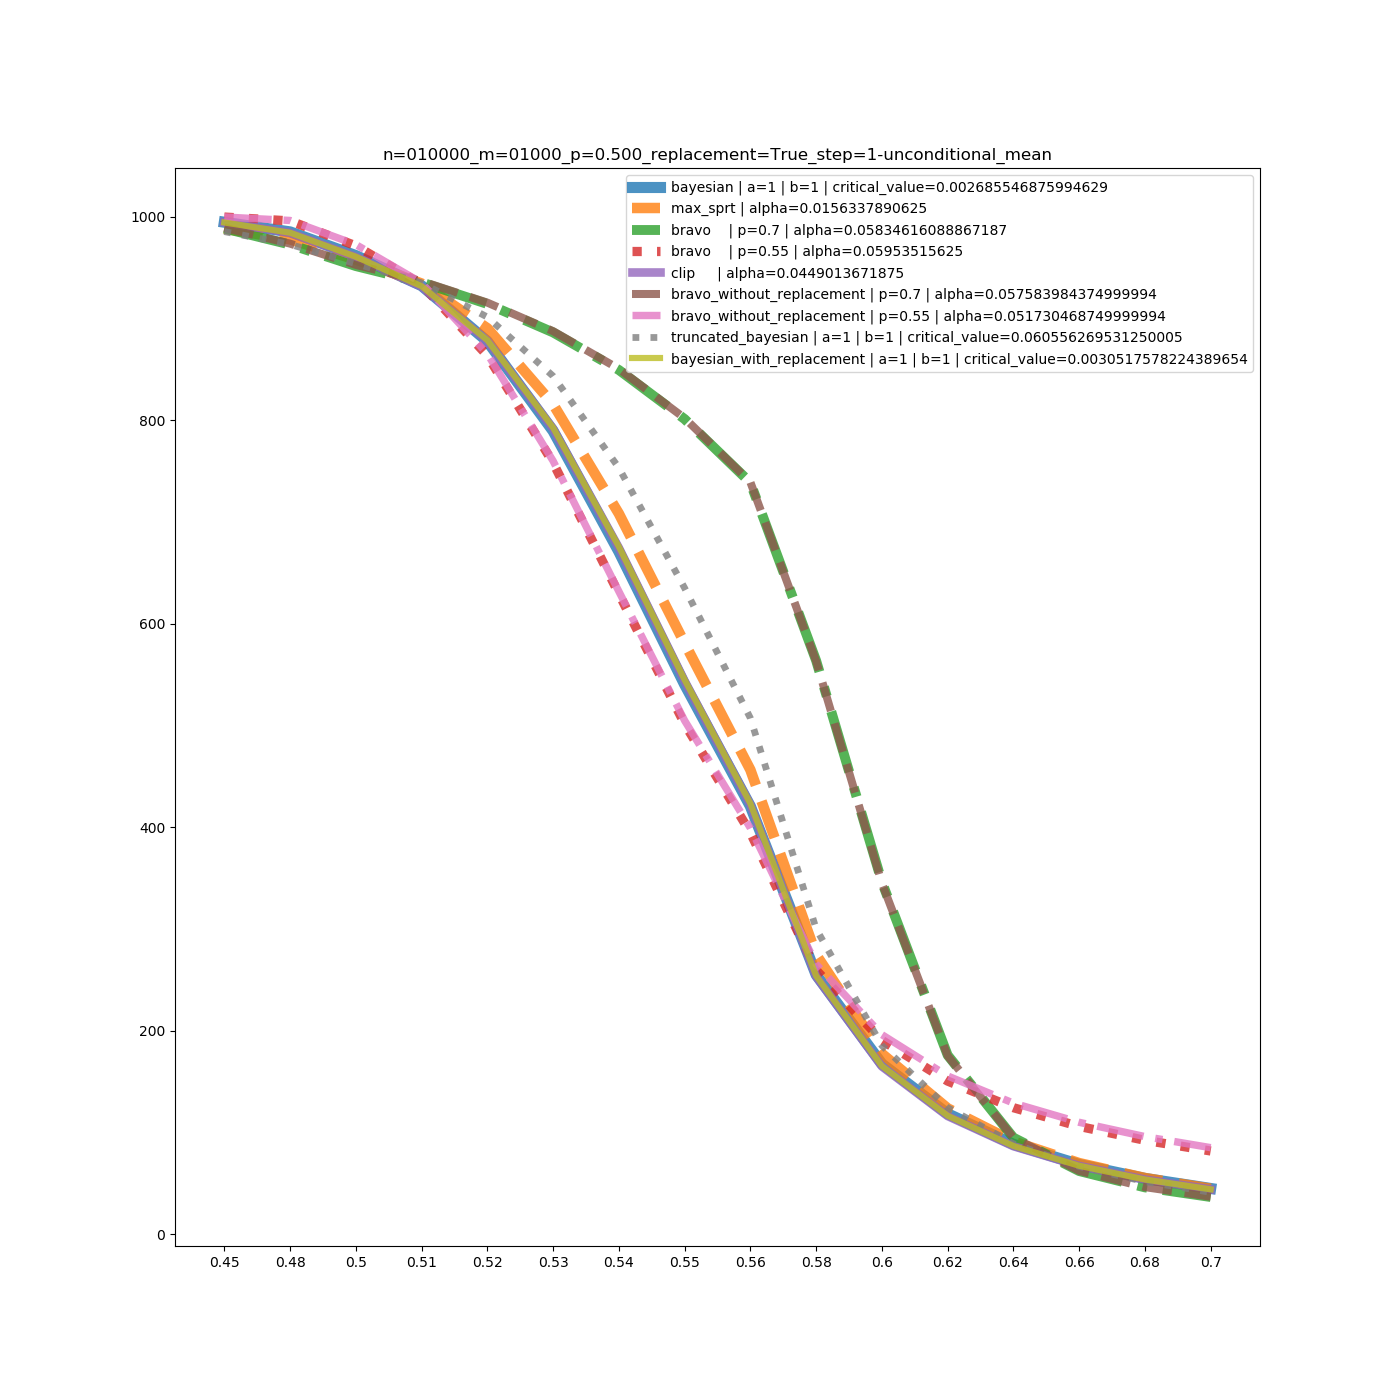 n=010000_m=01000_p=0.500_replacement=True_step=1-unconditional_mean
bayesian | a=1 | b=1 | critical_value=0.002685546875994629
max_sprt | alpha=0.0156337890625
bravo    | p=0.7 | alpha=0.05834616088867187
bravo    | p=0.55 | alpha=0.05953515625
clip     | alpha=0.0449013671875
bravo_without_replacement | p=0.7 | alpha=0.057583984374999994
bravo_without_replacement | p=0.55 | alpha=0.051730468749999994
truncated_bayesian | a=1 | b=1 | critical_value=0.060556269531250005
bayesian_with_replacement | a=1 | b=1 | critical_value=0.0030517578224389654
1000
800
600
400
200
0
0.45 0.48 0.5 0.51 0.52 0.53 0.54 0.55 0.56 0.58 0.6 0.62 0.64 0.66 0.68 0.7